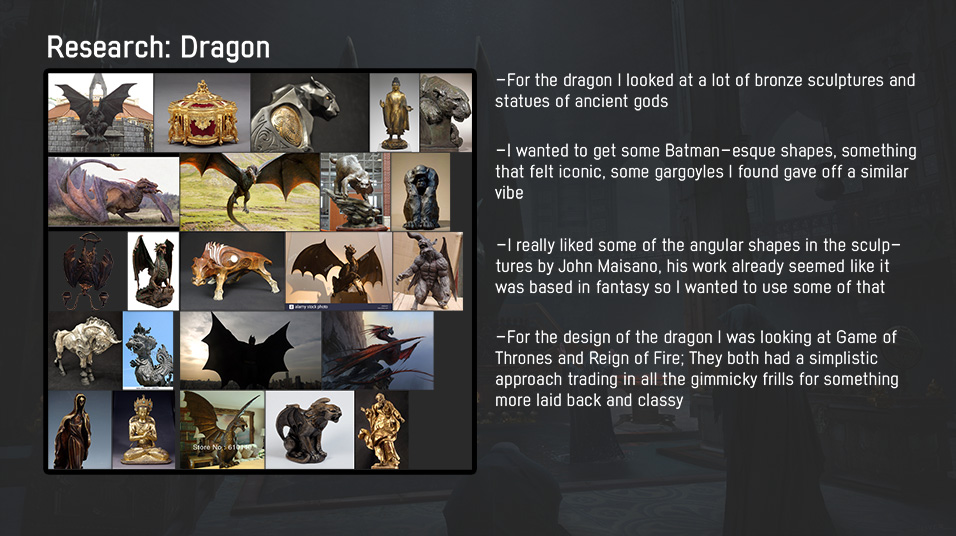 Research: Dragon
–For the dragon I looked at a lot of bronze sculptures and
statues of ancient gods
–I wanted to get some Batman–esque shapes, something
that felt iconic, some gargoyles I found gave off a similar
vibe
–I really liked some of the angular shapes in the sculp–
tures by John Maisano, his work already seemed like it
was based in fantasy so I wanted to use some of that
–For the design of the dragon I was looking at Game of
Thrones and Reign of Fire; They both had a simplistic
approach trading in all the gimmicky frills for something
more laid back and classy
alamy stock photo
Store No :